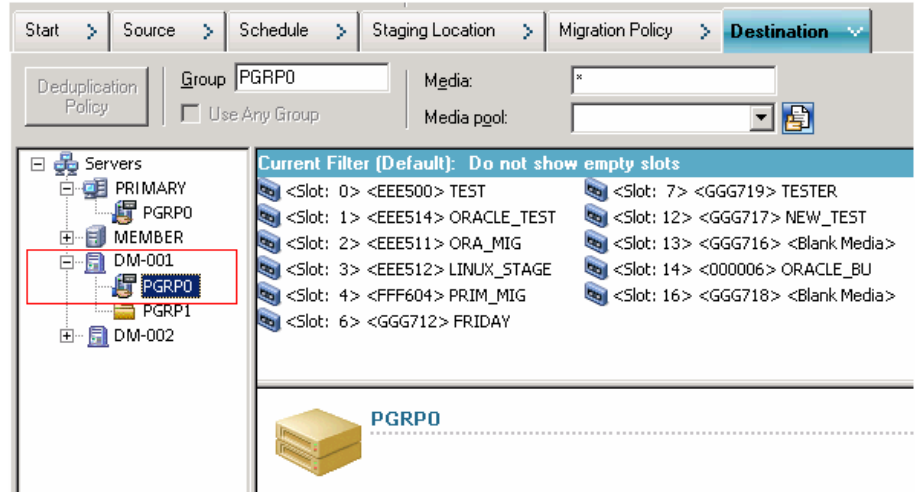 Start
Source
Schedule
Staging Location
Migration Policy
Destination
Deduplication
Policy
Group PGRP0
Use Any Group
Media: *
Media pool:
Servers
PRIMARY
PGRP0
MEMBER
DM-001
PGRP0
PGRP1
DM-002
Current Filter (Default): Do not show empty slots
<Slot: 0> <EEE500> TEST
<Slot: 1> <EEE514> ORACLE_TEST
<Slot: 2> <EEE511> ORA_MIG
<Slot: 3> <EEE512> LINUX_STAGE
<Slot: 4> <FFF604> PRIM_MIG
<Slot: 6> <GGG712> FRIDAY
<Slot: 7> <GGG719> TESTER
<Slot: 12> <GGG717> NEW_TEST
<Slot: 13> <GGG716> <Blank Media>
<Slot: 14> <000006> ORACLE_BU
<Slot: 16> <GGG718> <Blank Media>
PGRP0